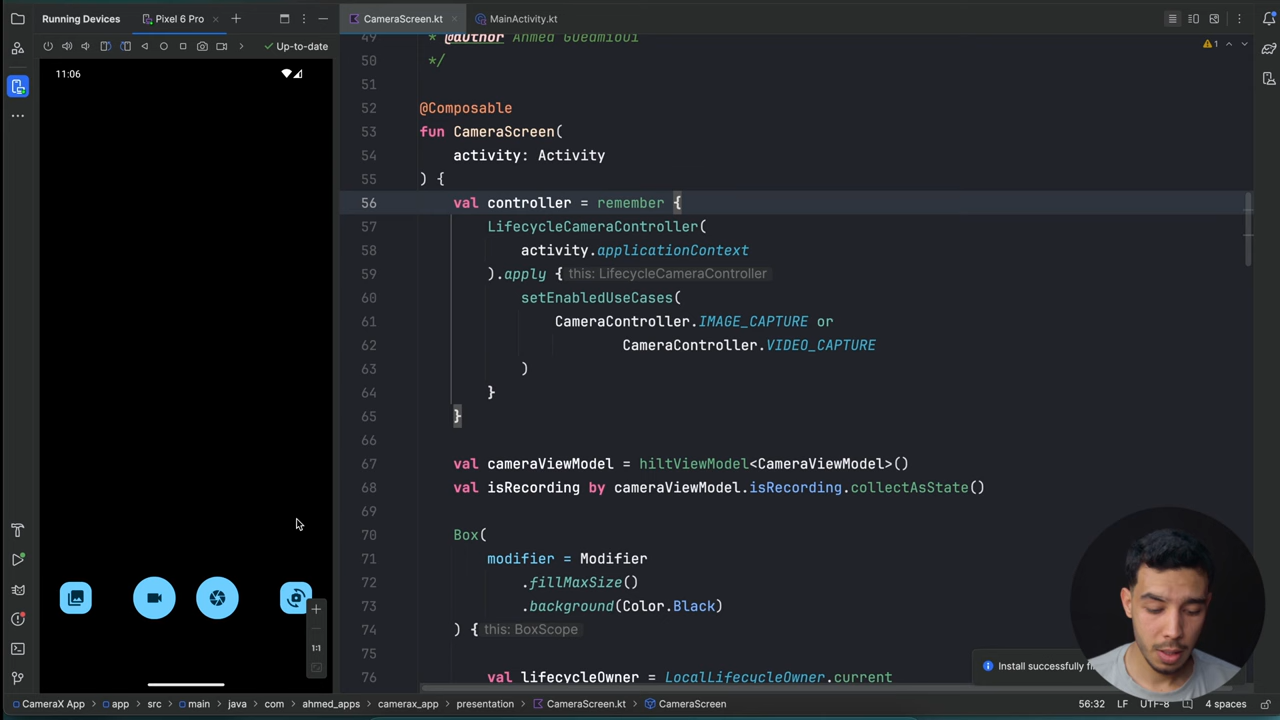 Running Devices
Pixel 6 Pro
CameraScreen.kt
MainActivity.kt
Up-to-date
11:06
1:1
49 * @author Ahmed Guedmioui
50 */
51
52 @Composable
53 fun CameraScreen(
54 activity: Activity
55 ) {
56 val controller = remember {
57 LifecycleCameraController(
58 activity.applicationContext
59 ).apply { this: LifecycleCameraController
60 setEnabledUseCases(
61 CameraController.IMAGE_CAPTURE or
62 CameraController.VIDEO_CAPTURE
63 )
64 }
65 }
66
67 val cameraViewModel = hiltViewModel<CameraViewModel>()
68 val isRecording by cameraViewModel.isRecording.collectAsState()
69
70 Box(
71 modifier = Modifier
72 .fillMaxSize()
73 .background(Color.Black)
74 ) { this: BoxScope
75
76 val lifecycleOwner = LocalLifecycleOwner.current
1
Install successfully
CameraX App > app > src > main > java > com > ahmed_apps > camerax_app > presentation > CameraScreen.kt > CameraScreen
56:32 LF UTF-8 4 spaces